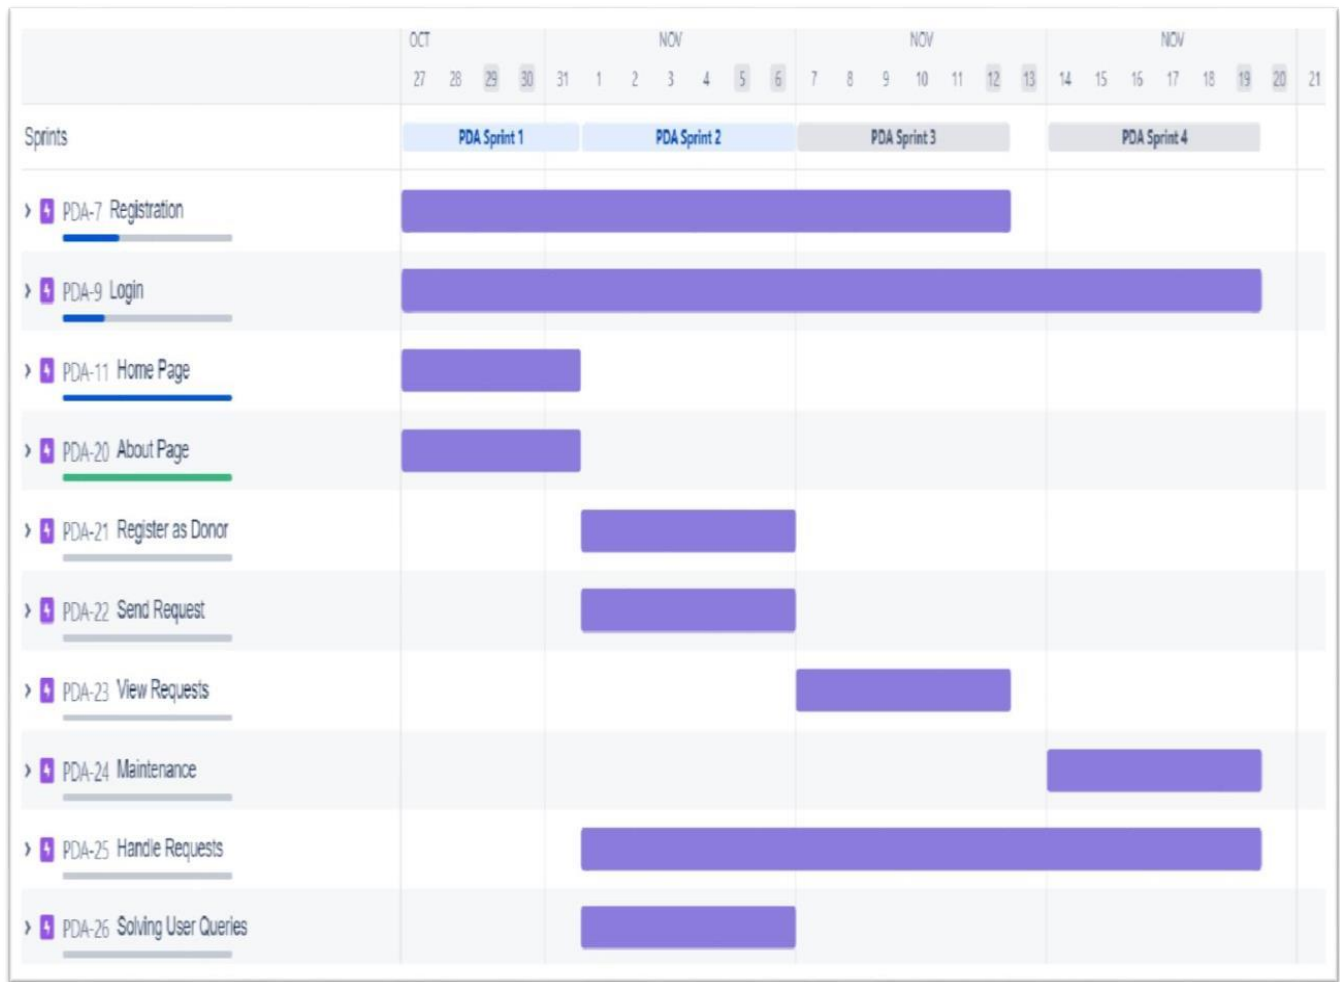 OCT NOV NOV NOV
27 28 29 30 31 1 2 3 4 5 6 7 8 9 10 11 12 13 14 15 16 17 18 19 20 21
Sprints PDA Sprint 1 PDA Sprint 2 PDA Sprint 3 PDA Sprint 4
PDA-7 Registration
PDA-9 Login
PDA-11 Home Page
PDA-20 About Page
PDA-21 Register as Donor
PDA-22 Send Request
PDA-23 View Requests
PDA-24 Maintenance
PDA-25 Handle Requests
PDA-26 Solving User Queries